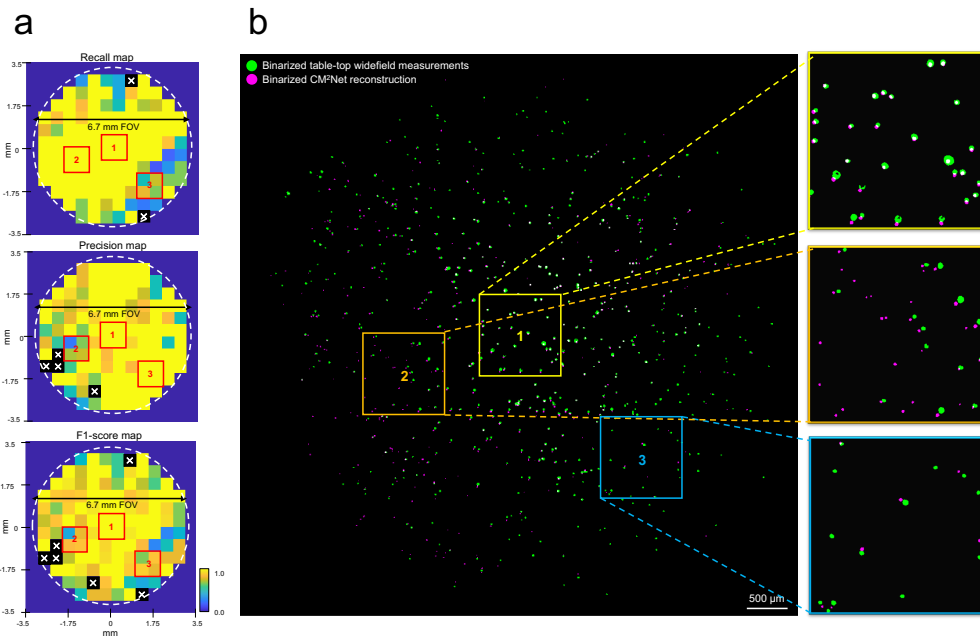 a
b
Recall map
3.5
1.75
0
-1.75
-3.5
mm
6.7 mm FOV
1
2
3
Precision map
3.5
1.75
0
-1.75
-3.5
mm
6.7 mm FOV
1
2
3
F1-score map
3.5
1.75
0
-1.75
-3.5
mm
6.7 mm FOV
1
2
3
1.0
0.0
-3.5
-1.75
0
1.75
3.5
mm
Binarized table-top widefield measurements
Binarized CM²Net reconstruction
1
2
3
500 µm